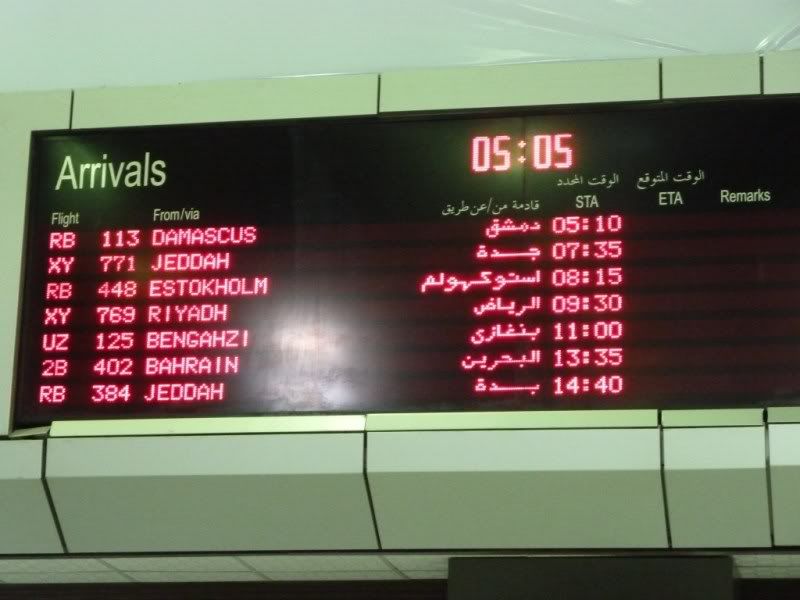 Arrivals 05:05
الوقت المحدد الوقت المتوقع
Flight From/via قادمة من/عن طريق STA ETA Remarks
RB 113 DAMASCUS دمشق 05:10
XY 771 JEDDAH جدة 07:35
RB 448 ESTOKHOLM استوكهولم 08:15
XY 769 RIYADH الرياض 09:30
UZ 125 BENGAHZI بنغازى 11:00
2B 402 BAHRAIN البحرين 13:35
RB 384 JEDDAH جدة 14:40